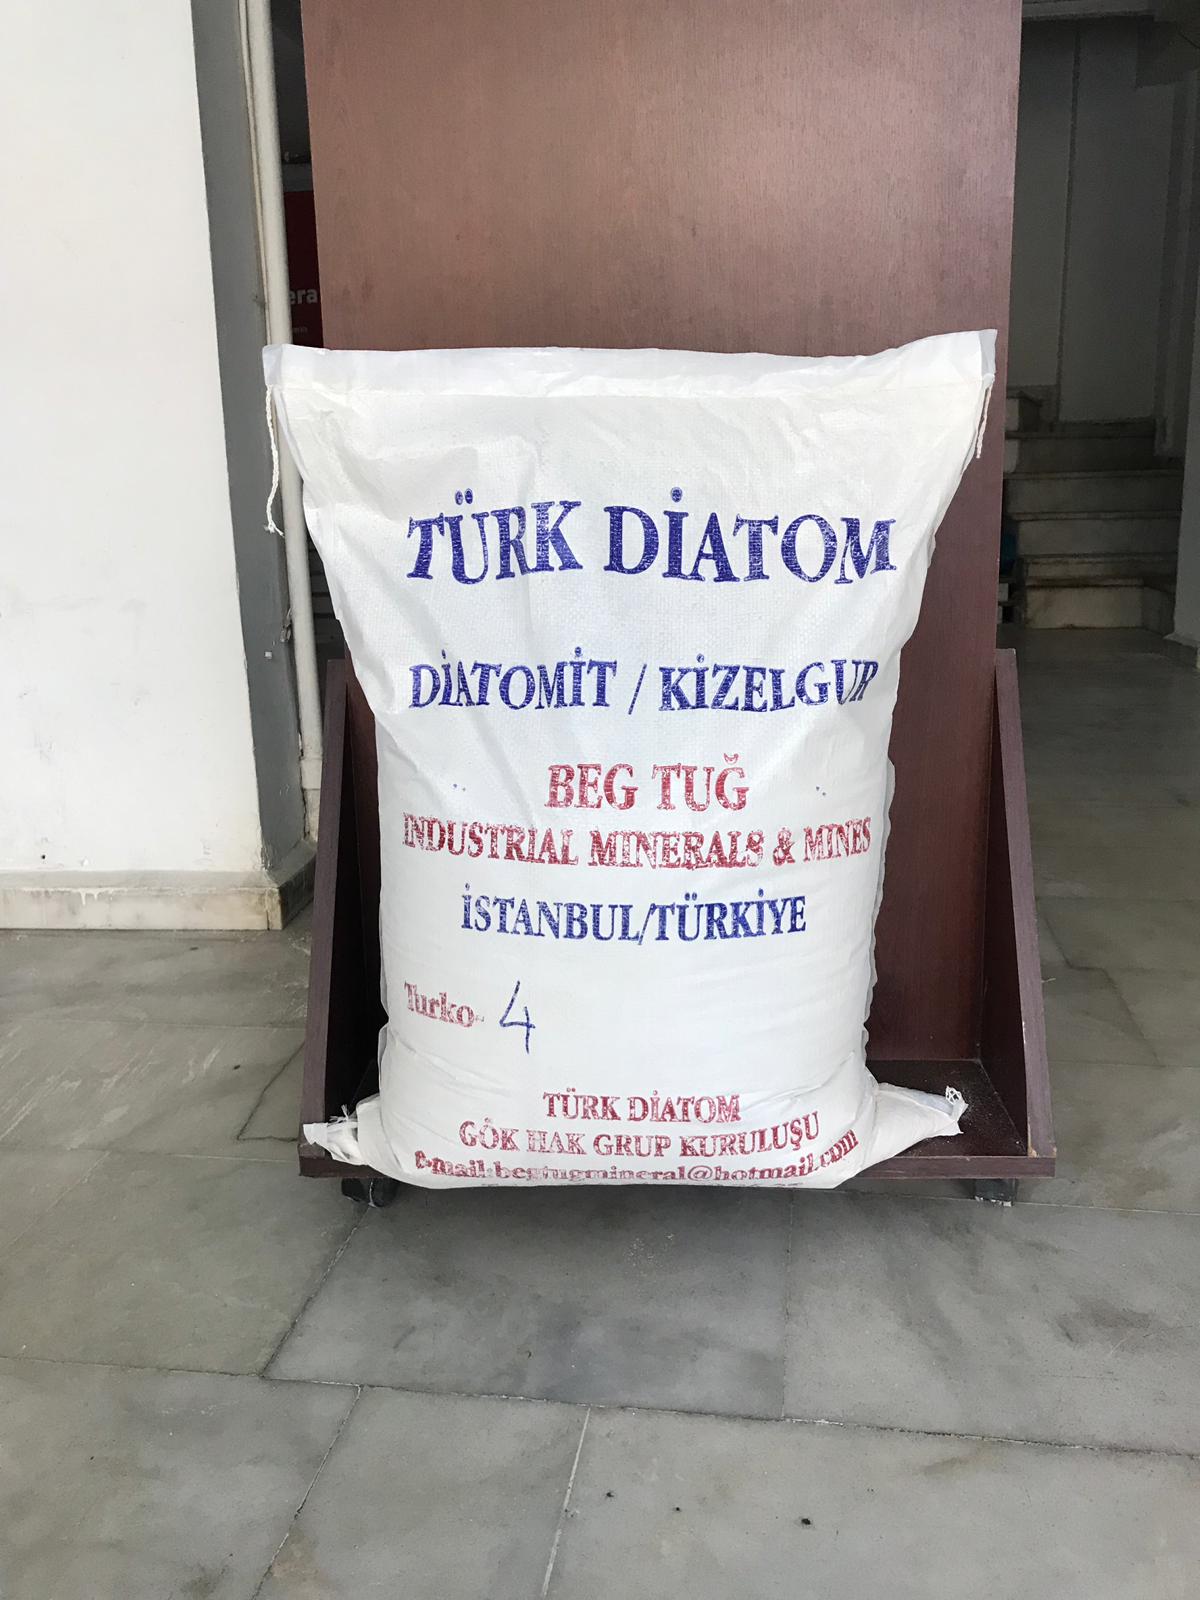 era
TÜRK DİATOM
DİATOMİT / KİZELGUR
BEG TUĞ
INDUSTRIAL MINERALS & MINES
İSTANBUL/TÜRKİYE
Turko- 4
TÜRK DİATOM
GÖK HAK GRUP KURULUŞU
e-mail:begtugmineral@hotmail.com